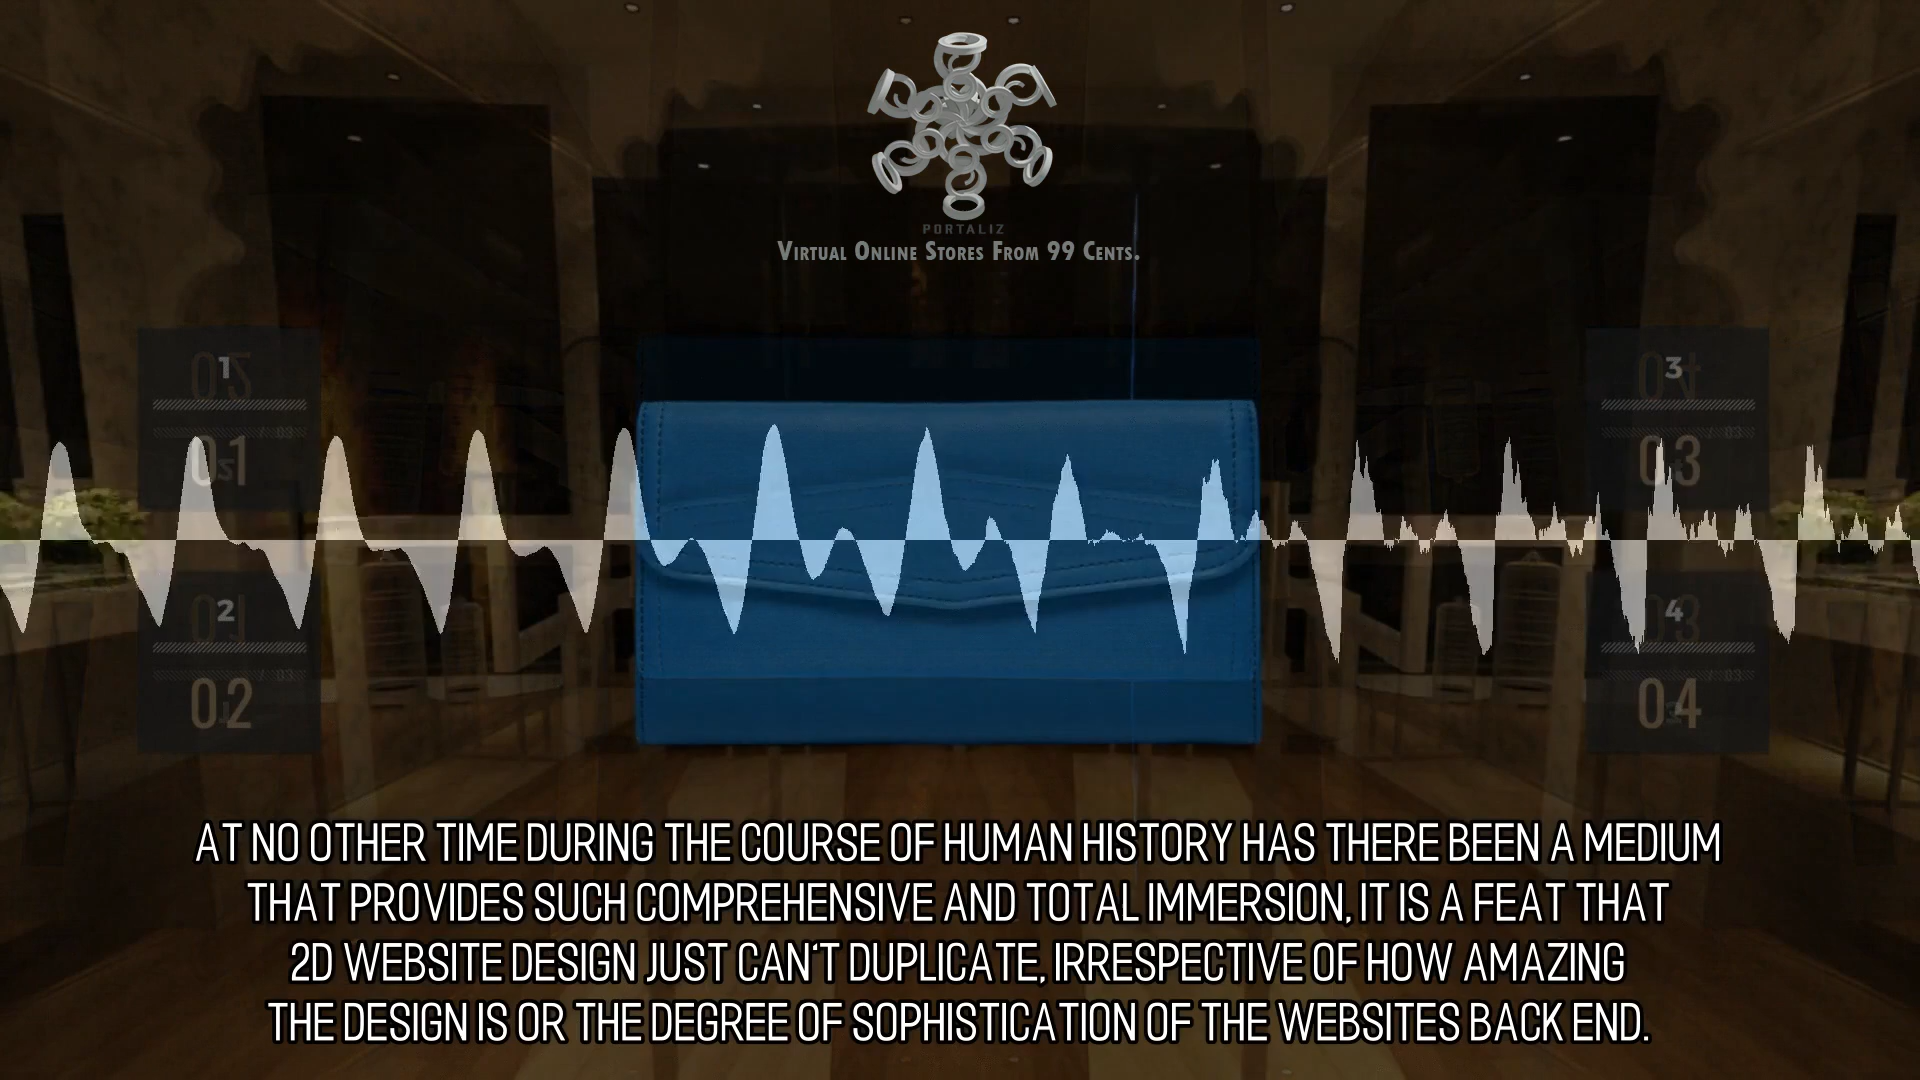 PORTALIZ
VIRTUAL ONLINE STORES FROM 99 CENTS.
1
01
2
02
3
03
4
04
AT NO OTHER TIME DURING THE COURSE OF HUMAN HISTORY HAS THERE BEEN A MEDIUM
THAT PROVIDES SUCH COMPREHENSIVE AND TOTAL IMMERSION, IT IS A FEAT THAT
2D WEBSITE DESIGN JUST CAN'T DUPLICATE, IRRESPECTIVE OF HOW AMAZING
THE DESIGN IS OR THE DEGREE OF SOPHISTICATION OF THE WEBSITES BACK END.